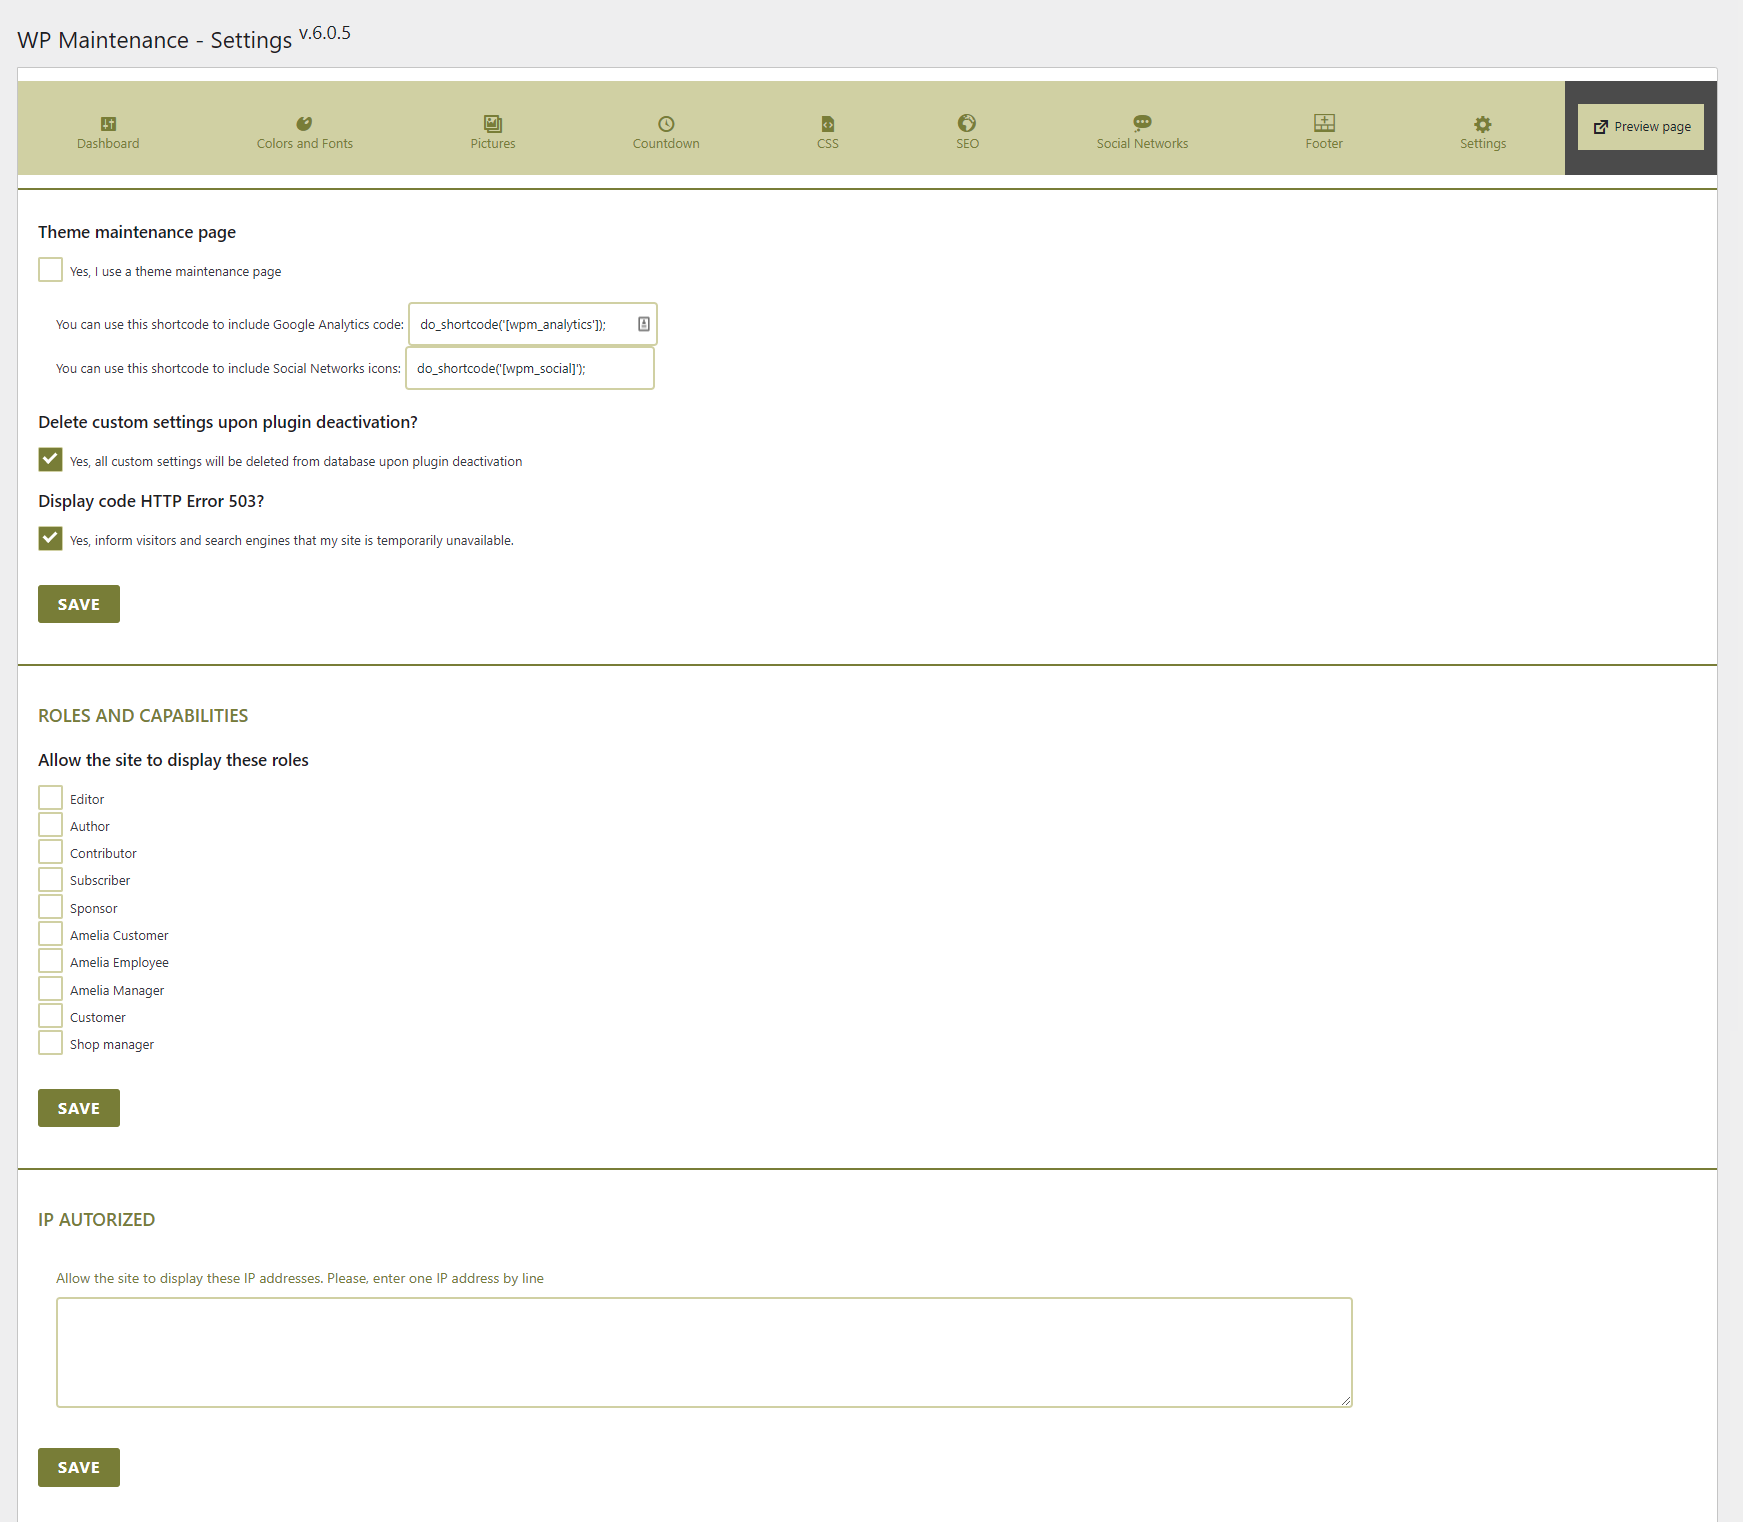 WP Maintenance - Settings v.6.0.5
Dashboard
Colors and Fonts
Pictures
Countdown
CSS
SEO
Social Networks
Footer
Settings
Preview page
Theme maintenance page
Yes, I use a theme maintenance page
You can use this shortcode to include Google Analytics code: do_shortcode('[wpm_analytics']);
You can use this shortcode to include Social Networks icons: do_shortcode('[wpm_social]');
Delete custom settings upon plugin deactivation?
Yes, all custom settings will be deleted from database upon plugin deactivation
Display code HTTP Error 503?
Yes, inform visitors and search engines that my site is temporarily unavailable.
SAVE
ROLES AND CAPABILITIES
Allow the site to display these roles
Editor
Author
Contributor
Subscriber
Sponsor
Amelia Customer
Amelia Employee
Amelia Manager
Customer
Shop manager
SAVE
IP AUTORIZED
Allow the site to display these IP addresses. Please, enter one IP address by line
SAVE